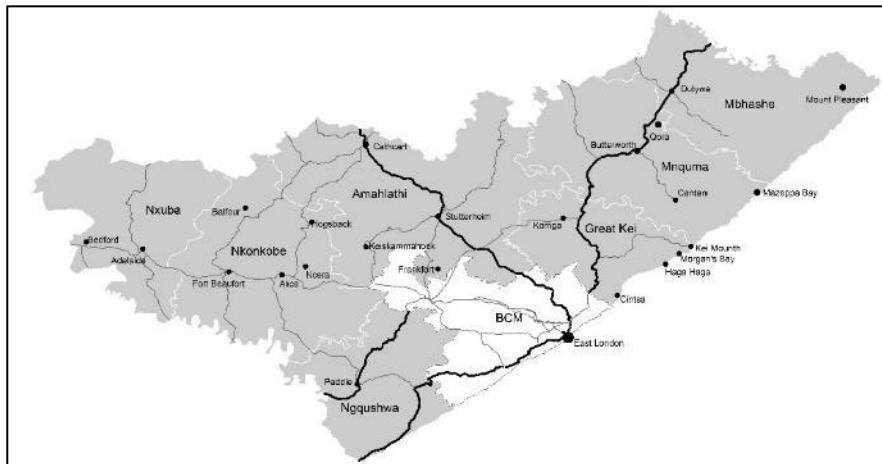 Dutywa
Mbhashe
Mount Pleasant
Qora
Cathcart
Butterworth
Mnquma
Amahlathi
Centani
Mazeppa Bay
Nxuba
Balfour
Stutterheim
Hogsback
Komga
Great Kei
Bedford
Nkonkobe
Keiskammahoek
Kei Mounth
Adelaide
Morgan's Bay
Haga Haga
Ncera
Frankfort
Fort Beaufort
Alice
Cintsa
BCM
East London
Peddie
Ngqushwa